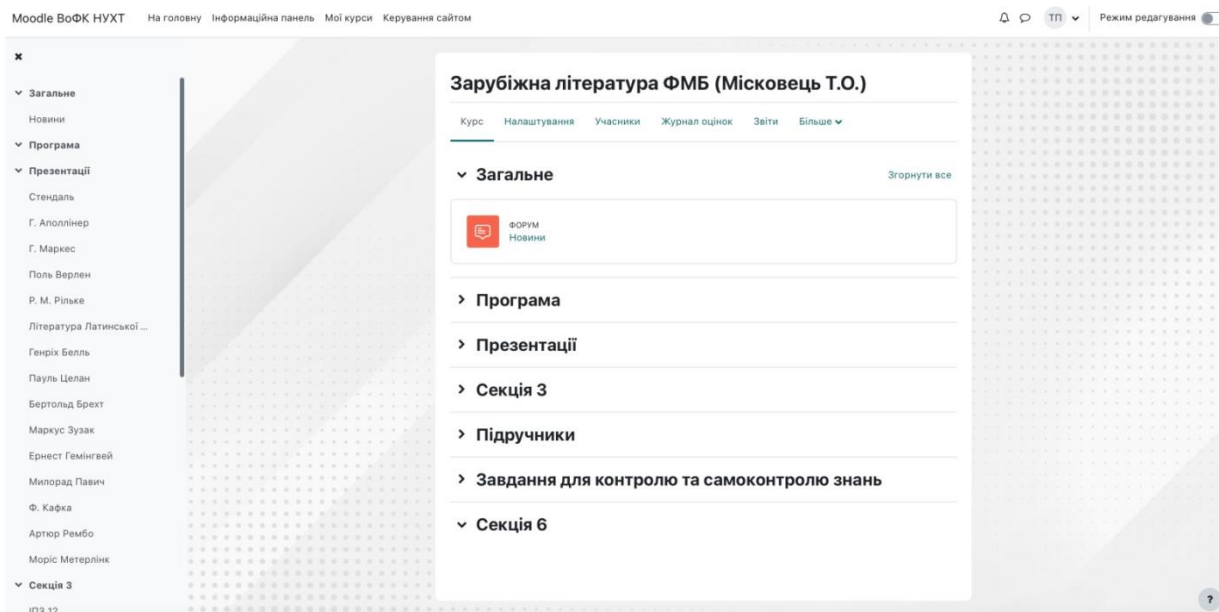 Moodle ВоФК НУХТ На головну Інформаційна панель Мої курси Керування сайтом ТП Режим редагування
Загальне
Новини
Програма
Презентації
Стендаль
Г. Аполлінер
Г. Маркес
Поль Верлен
Р. М. Рільке
Література Латинської ...
Генріх Белль
Пауль Целан
Бертольд Брехт
Маркус Зузак
Ернест Гемінгвей
Милорад Павич
Ф. Кафка
Артюр Рембо
Моріс Метерлінк
Секція 3
ІПЗ 12
Зарубіжна література ФМБ (Місковець Т.О.)
Курс Налаштування Учасники Журнал оцінок Звіти Більше
Загальне Згорнути все
ФОРУМ
Новини
Програма
Презентації
Секція 3
Підручники
Завдання для контролю та самоконтролю знань
Секція 6
?